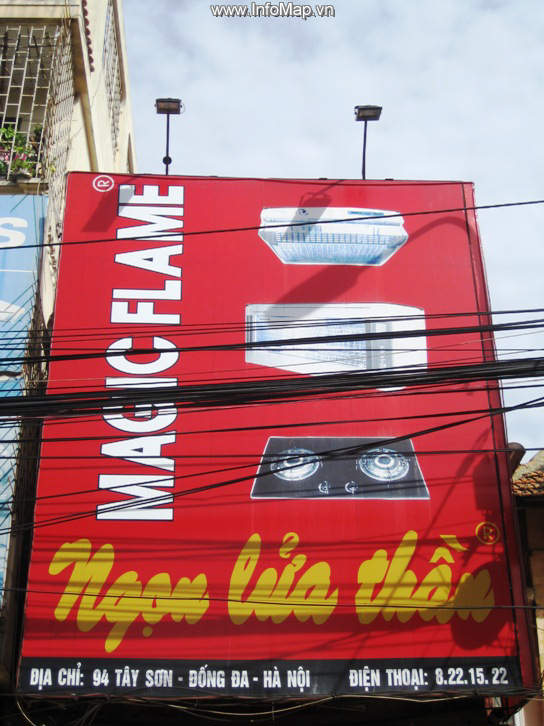 www.InfoMap.vn
®
MAGIC FLAME
Ngọn lửa thần ®
ĐỊA CHỈ: 94 TÂY SƠN - ĐỐNG ĐA - HÀ NỘI ĐIỆN THOẠI: 8.22.15.22